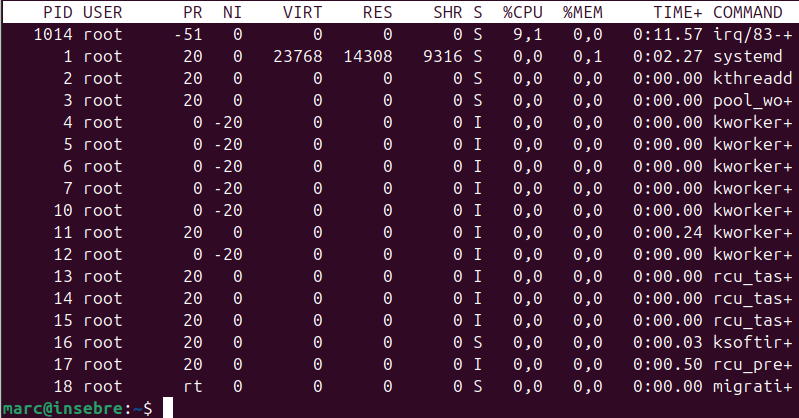 PID USER PR NI VIRT RES SHR S %CPU %MEM TIME+ COMMAND
1014 root -51 0 0 0 0 S 9,1 0,0 0:11.57 irq/83-+
1 root 20 0 23768 14308 9316 S 0,0 0,1 0:02.27 systemd
2 root 20 0 0 0 0 S 0,0 0,0 0:00.00 kthreadd
3 root 20 0 0 0 0 S 0,0 0,0 0:00.00 pool_wo+
4 root 0 -20 0 0 0 I 0,0 0,0 0:00.00 kworker+
5 root 0 -20 0 0 0 I 0,0 0,0 0:00.00 kworker+
6 root 0 -20 0 0 0 I 0,0 0,0 0:00.00 kworker+
7 root 0 -20 0 0 0 I 0,0 0,0 0:00.00 kworker+
10 root 0 -20 0 0 0 I 0,0 0,0 0:00.00 kworker+
11 root 20 0 0 0 0 I 0,0 0,0 0:00.24 kworker+
12 root 0 -20 0 0 0 I 0,0 0,0 0:00.00 kworker+
13 root 20 0 0 0 0 I 0,0 0,0 0:00.00 rcu_tas+
14 root 20 0 0 0 0 I 0,0 0,0 0:00.00 rcu_tas+
15 root 20 0 0 0 0 I 0,0 0,0 0:00.00 rcu_tas+
16 root 20 0 0 0 0 S 0,0 0,0 0:00.03 ksoftir+
17 root 20 0 0 0 0 I 0,0 0,0 0:00.50 rcu_pre+
18 root rt 0 0 0 0 S 0,0 0,0 0:00.00 migrati+
marc@insebre:~$